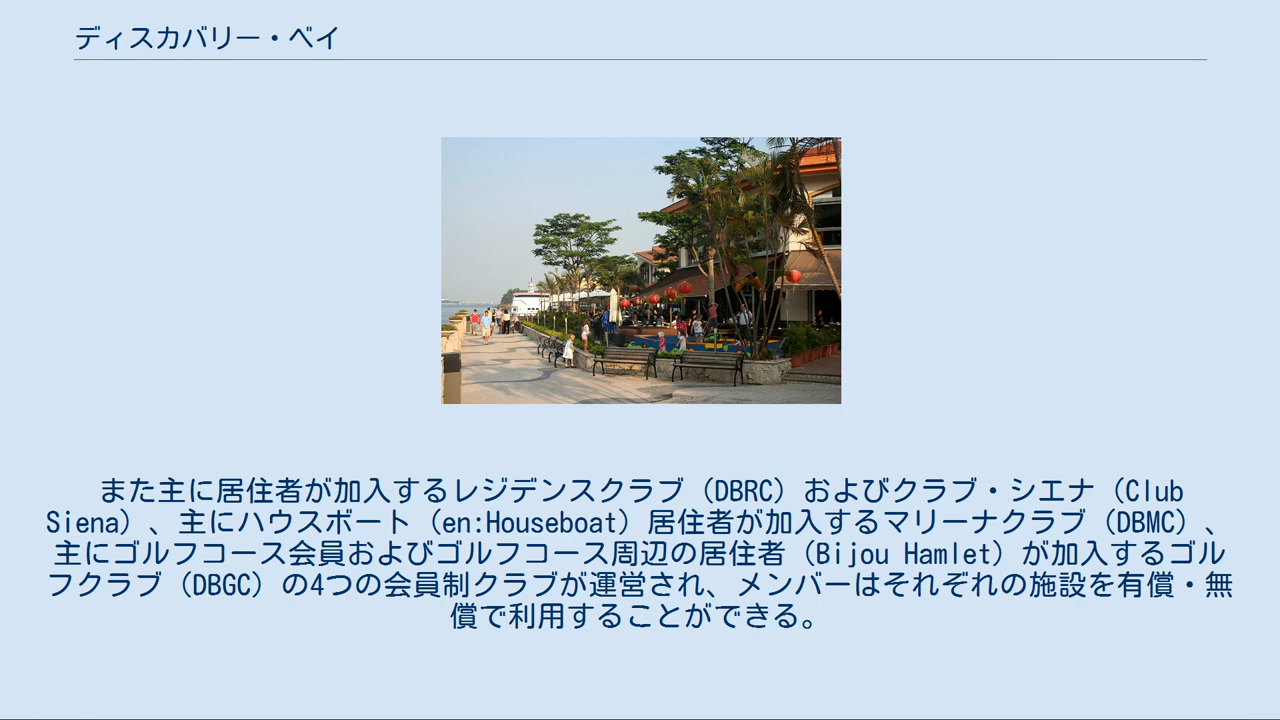 ディスカバリー・ベイ
また主に居住者が加入するレジデンスクラブ（DBRC）およびクラブ・シエナ（Club
Siena）、主にハウスボート（en:Houseboat）居住者が加入するマリーナクラブ（DBMC）、
主にゴルフコース会員およびゴルフコース周辺の居住者（Bijou Hamlet）が加入するゴル
フクラブ（DBGC）の4つの会員制クラブが運営され、メンバーはそれぞれの施設を有償・無
償で利用することができる。